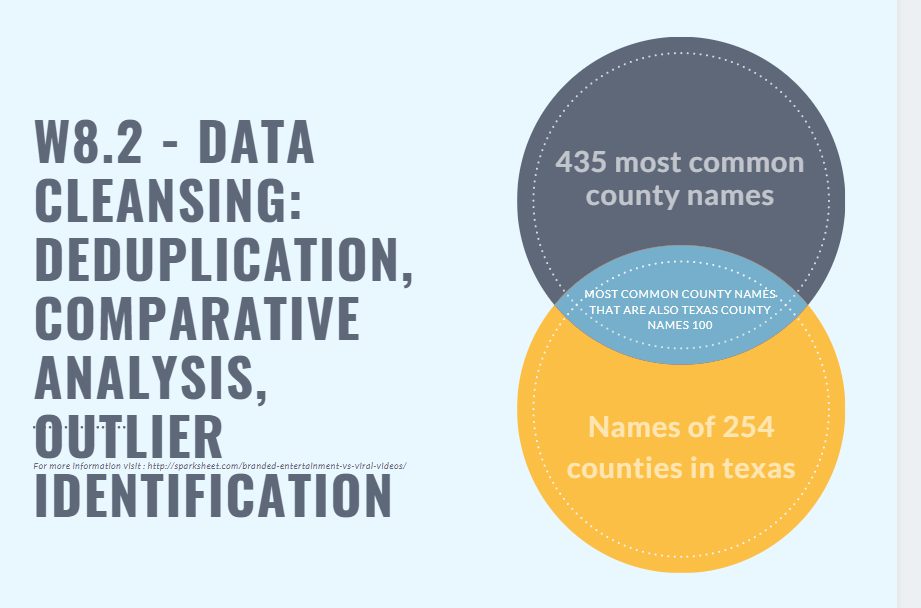 W8.2 - DATA
CLEANSING:
DEDUPLICATION,
COMPARATIVE
ANALYSIS,
OUTLIER
For more information visit: http://sparksheet.com/branded-entertainment-vs-viral-videos/
IDENTIFICATION
435 most common
county names
MOST COMMON COUNTY NAMES
THAT ARE ALSO TEXAS COUNTY
NAMES 100
Names of 254
counties in texas